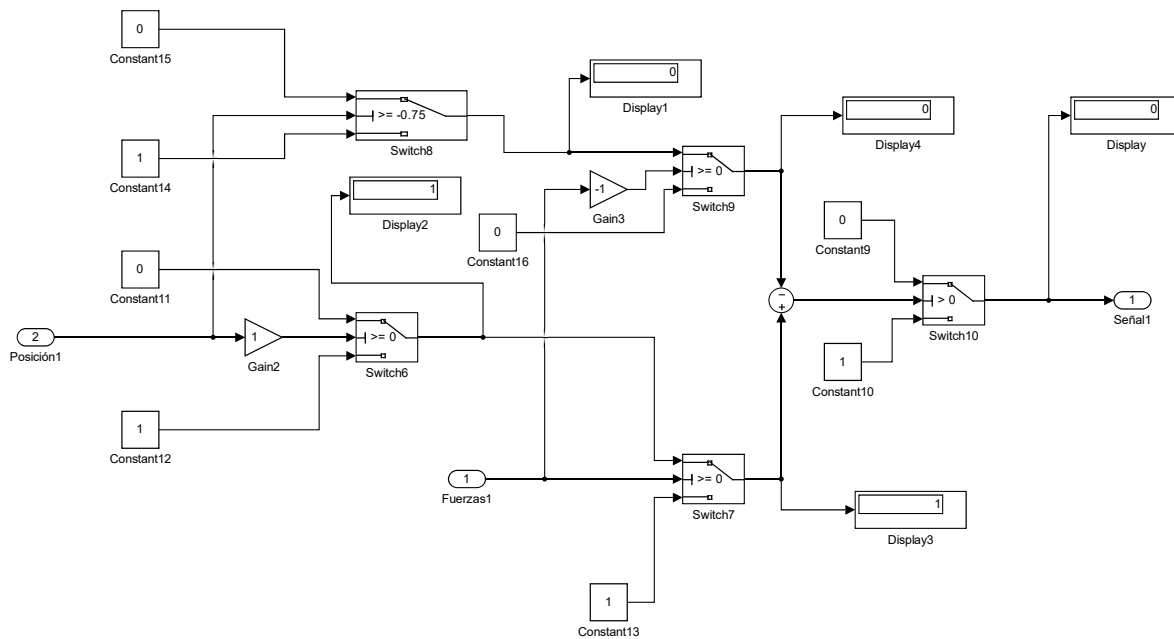 0
Constant15
>= -0.75
Switch8
1
Constant14
0
Display1
1
Display2
0
Display4
0
Display
-1
Gain3
>= 0
Switch9
0
Constant16
0
Constant9
0
Constant11
2
Posición1
1
Gain2
>= 0
Switch6
−
+
> 0
Switch10
1
Señal1
1
Constant10
1
Constant12
1
Fuerzas1
>= 0
Switch7
1
Display3
1
Constant13